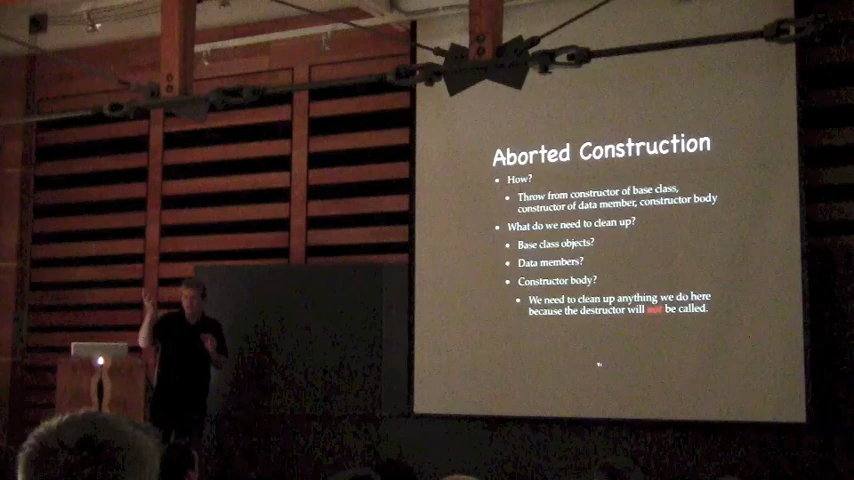 Aborted Construction
How?
Throw from constructor of base class,
constructor of data member, constructor body
What do we need to clean up?
Base class objects?
Data members?
Constructor body?
We need to clean up anything we do here
because the destructor will not be called.